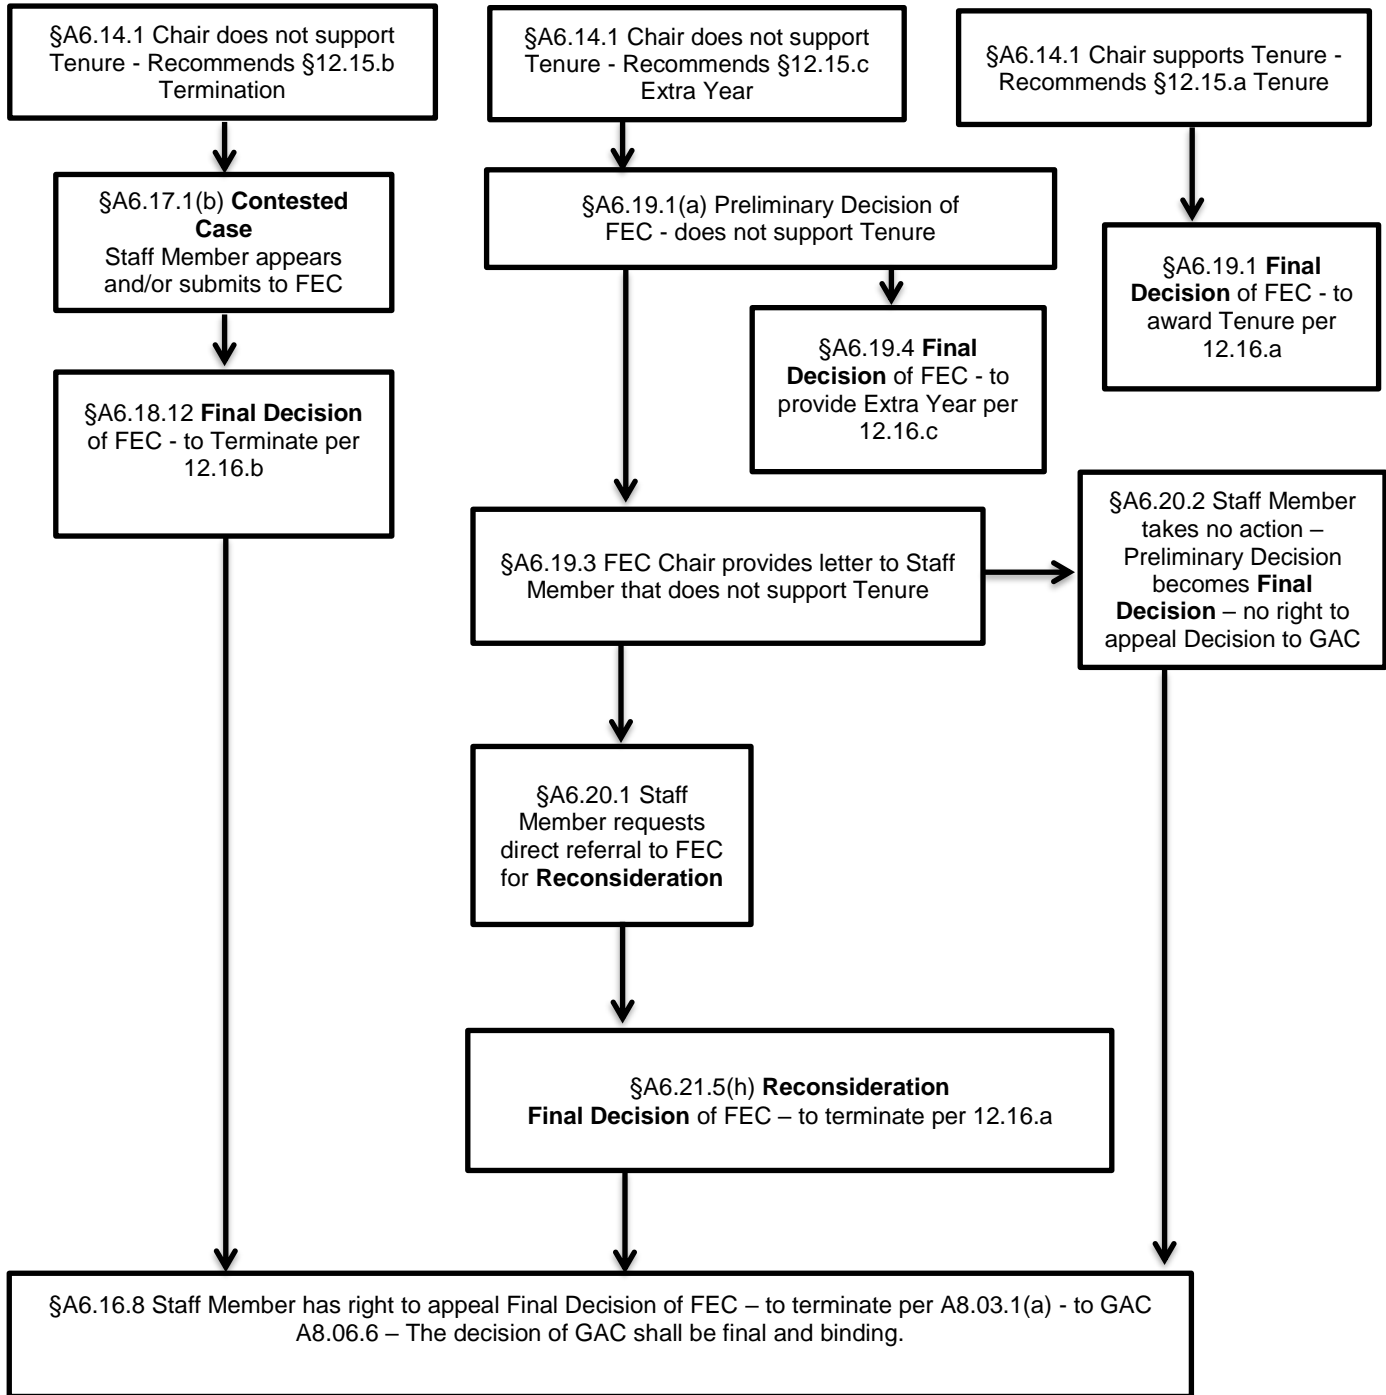 §A6.14.1 Chair does not support
Tenure - Recommends §12.15.b
Termination
§A6.14.1 Chair does not support
Tenure - Recommends §12.15.c
Extra Year
§A6.14.1 Chair supports Tenure -
Recommends §12.15.a Tenure
§A6.17.1(b) Contested
Case
Staff Member appears
and/or submits to FEC
§A6.19.1(a) Preliminary Decision of
FEC - does not support Tenure
§A6.19.1 Final
Decision of FEC - to
award Tenure per
12.16.a
§A6.19.4 Final
Decision of FEC - to
provide Extra Year per
12.16.c
§A6.18.12 Final Decision
of FEC - to Terminate per
12.16.b
§A6.19.3 FEC Chair provides letter to Staff
Member that does not support Tenure
§A6.20.2 Staff Member
takes no action –
Preliminary Decision
becomes Final
Decision – no right to
appeal Decision to GAC
§A6.20.1 Staff
Member requests
direct referral to FEC
for Reconsideration
§A6.21.5(h) Reconsideration
Final Decision of FEC – to terminate per 12.16.a
§A6.16.8 Staff Member has right to appeal Final Decision of FEC – to terminate per A8.03.1(a) - to GAC
A8.06.6 – The decision of GAC shall be final and binding.